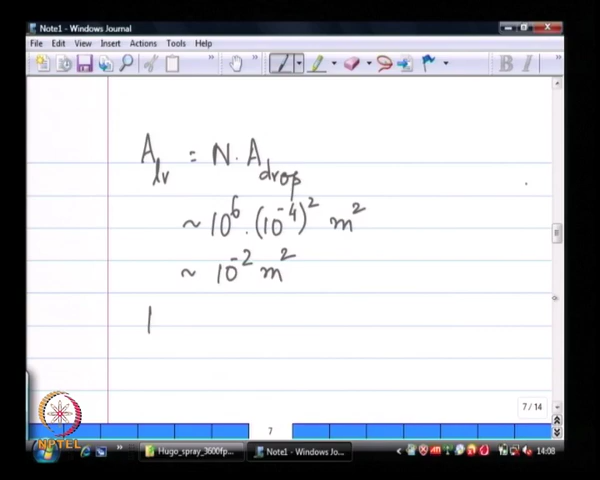 Note1 - Windows Journal
File Edit View Insert Actions Tools Help
B I
A_lv = N. A_drop
~ 10^6 . (10^-4)^2 m^2
~ 10^-2 m^2
7 / 14
NPTEL
7
Hugo_spray_3600fp...
Note1 - Windows Jo...
14:08